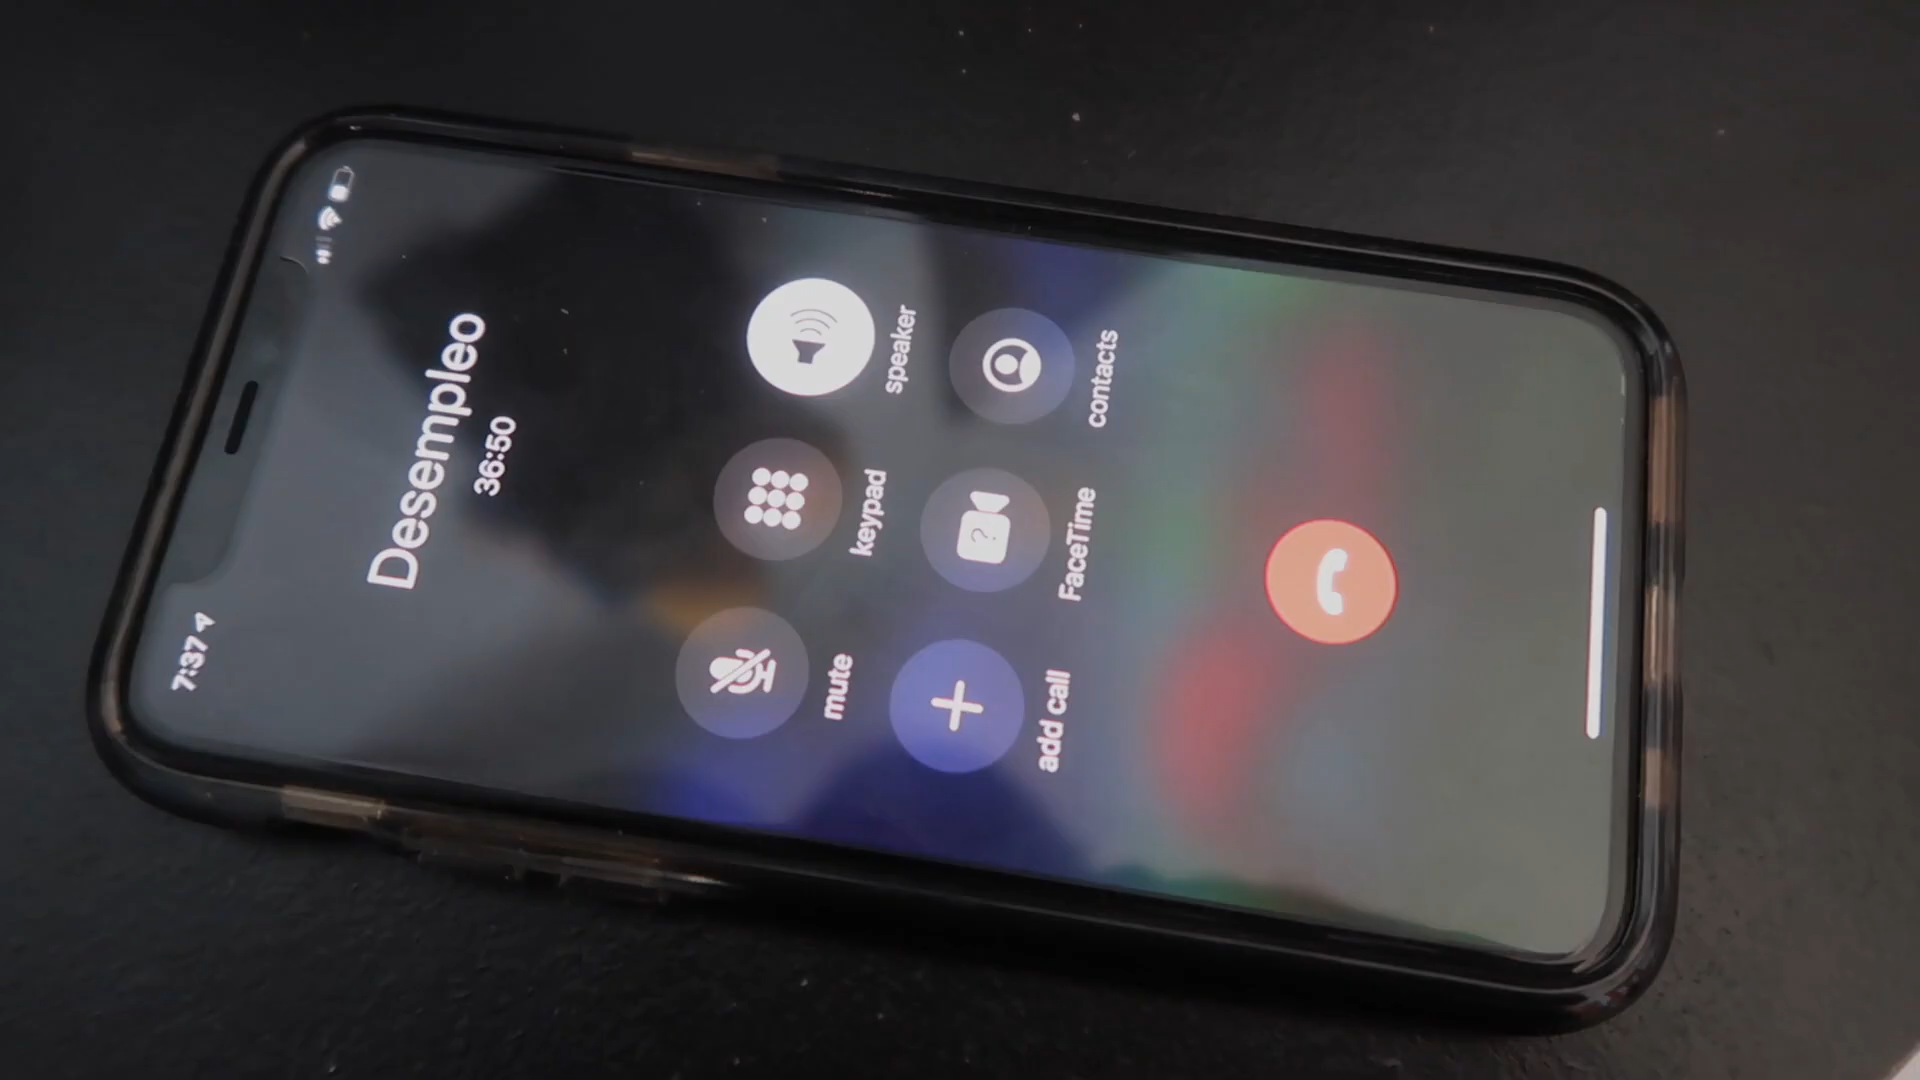 7:37
Desempleo
36:50
mute
keypad
speaker
add call
FaceTime
contacts